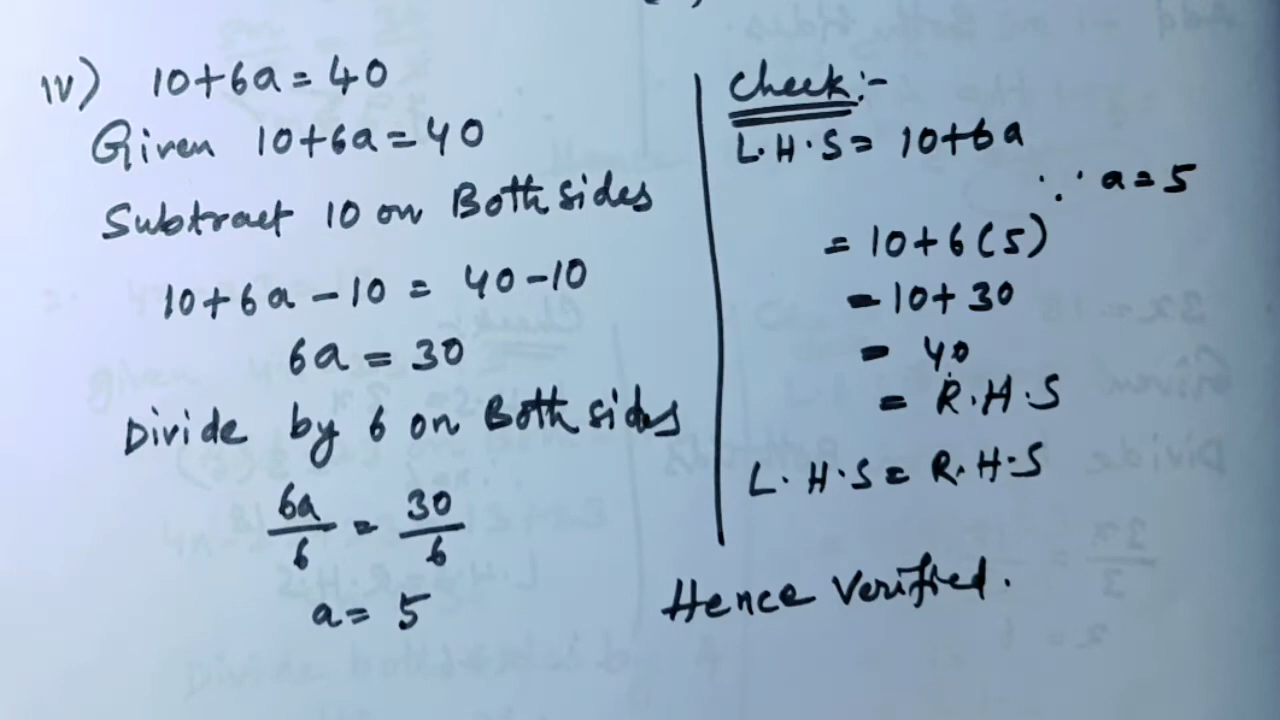 iv) 10+6a=40
Given 10+6a=40
Subtract 10 on Both sides
10+6a-10 = 40-10
6a = 30
Divide by 6 on Both sides
6a/6 = 30/6
a= 5
Check:-
L.H.S= 10+6a
∵ a=5
= 10+6(5)
= 10+30
= 40
= R.H.S
L.H.S= R.H.S
Hence Verified.